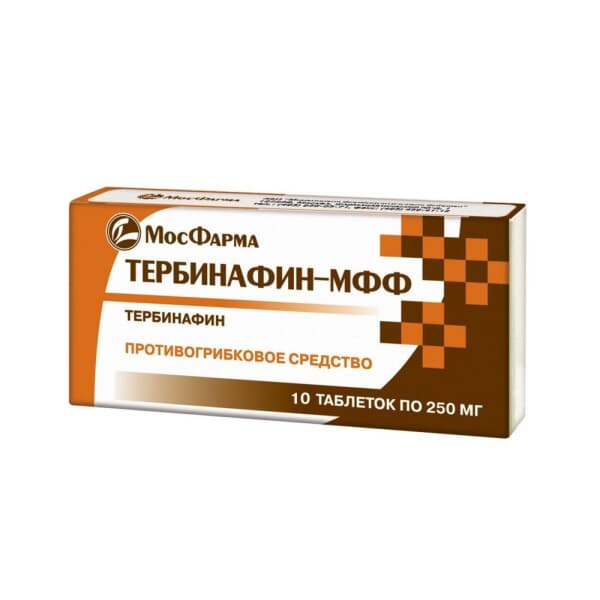 МосФарма
ТЕРБИНАФИН-МФФ
ТЕРБИНАФИН
ПРОТИВОГРИБКОВОЕ СРЕДСТВО
10 ТАБЛЕТОК ПО 250 МГ